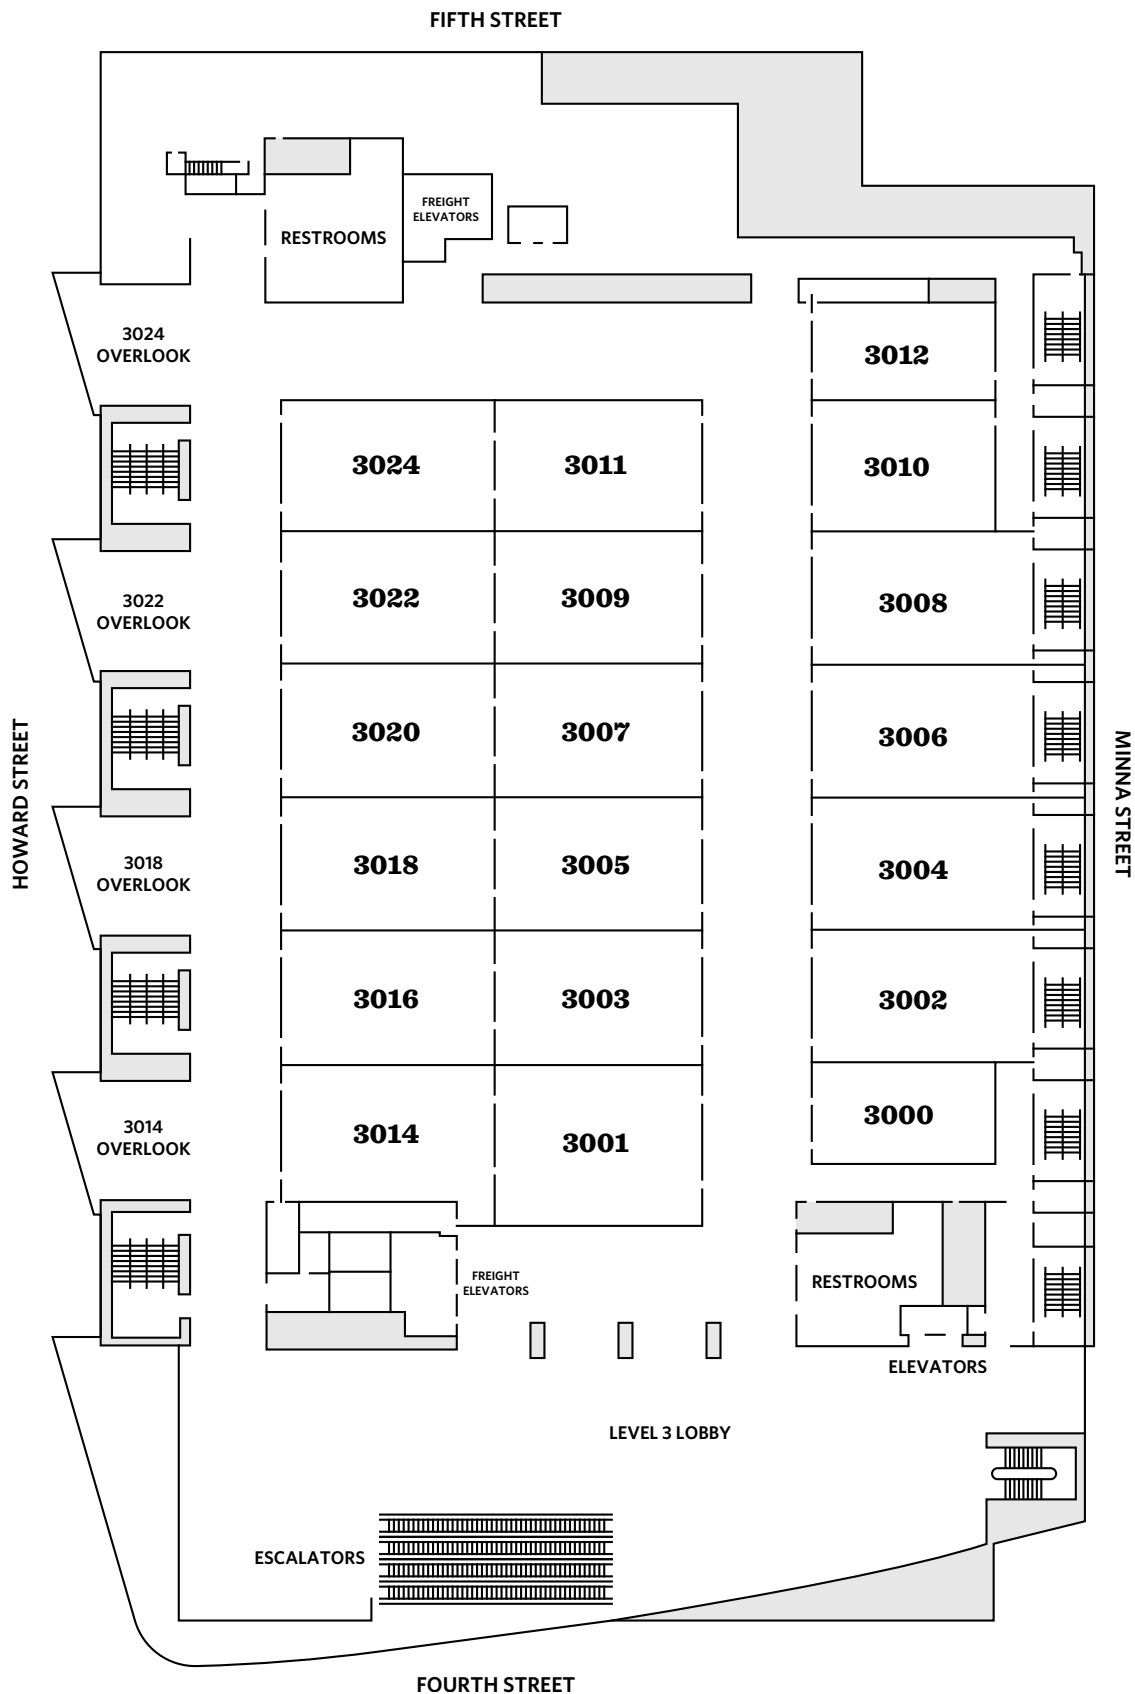 FIFTH STREET
FREIGHT
ELEVATORS
RESTROOMS
3024
OVERLOOK
3012
3024
3011
3010
3022
OVERLOOK
3022
3009
3008
HOWARD STREET
3020
3007
3006
MINNA STREET
3018
OVERLOOK
3018
3005
3004
3016
3003
3002
3014
OVERLOOK
3014
3001
3000
FREIGHT
ELEVATORS
RESTROOMS
ELEVATORS
LEVEL 3 LOBBY
ESCALATORS
FOURTH STREET